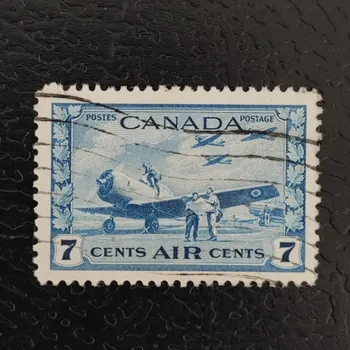 POSTES POSTAGE
CANADA
7 CENTS AIR CENTS 7